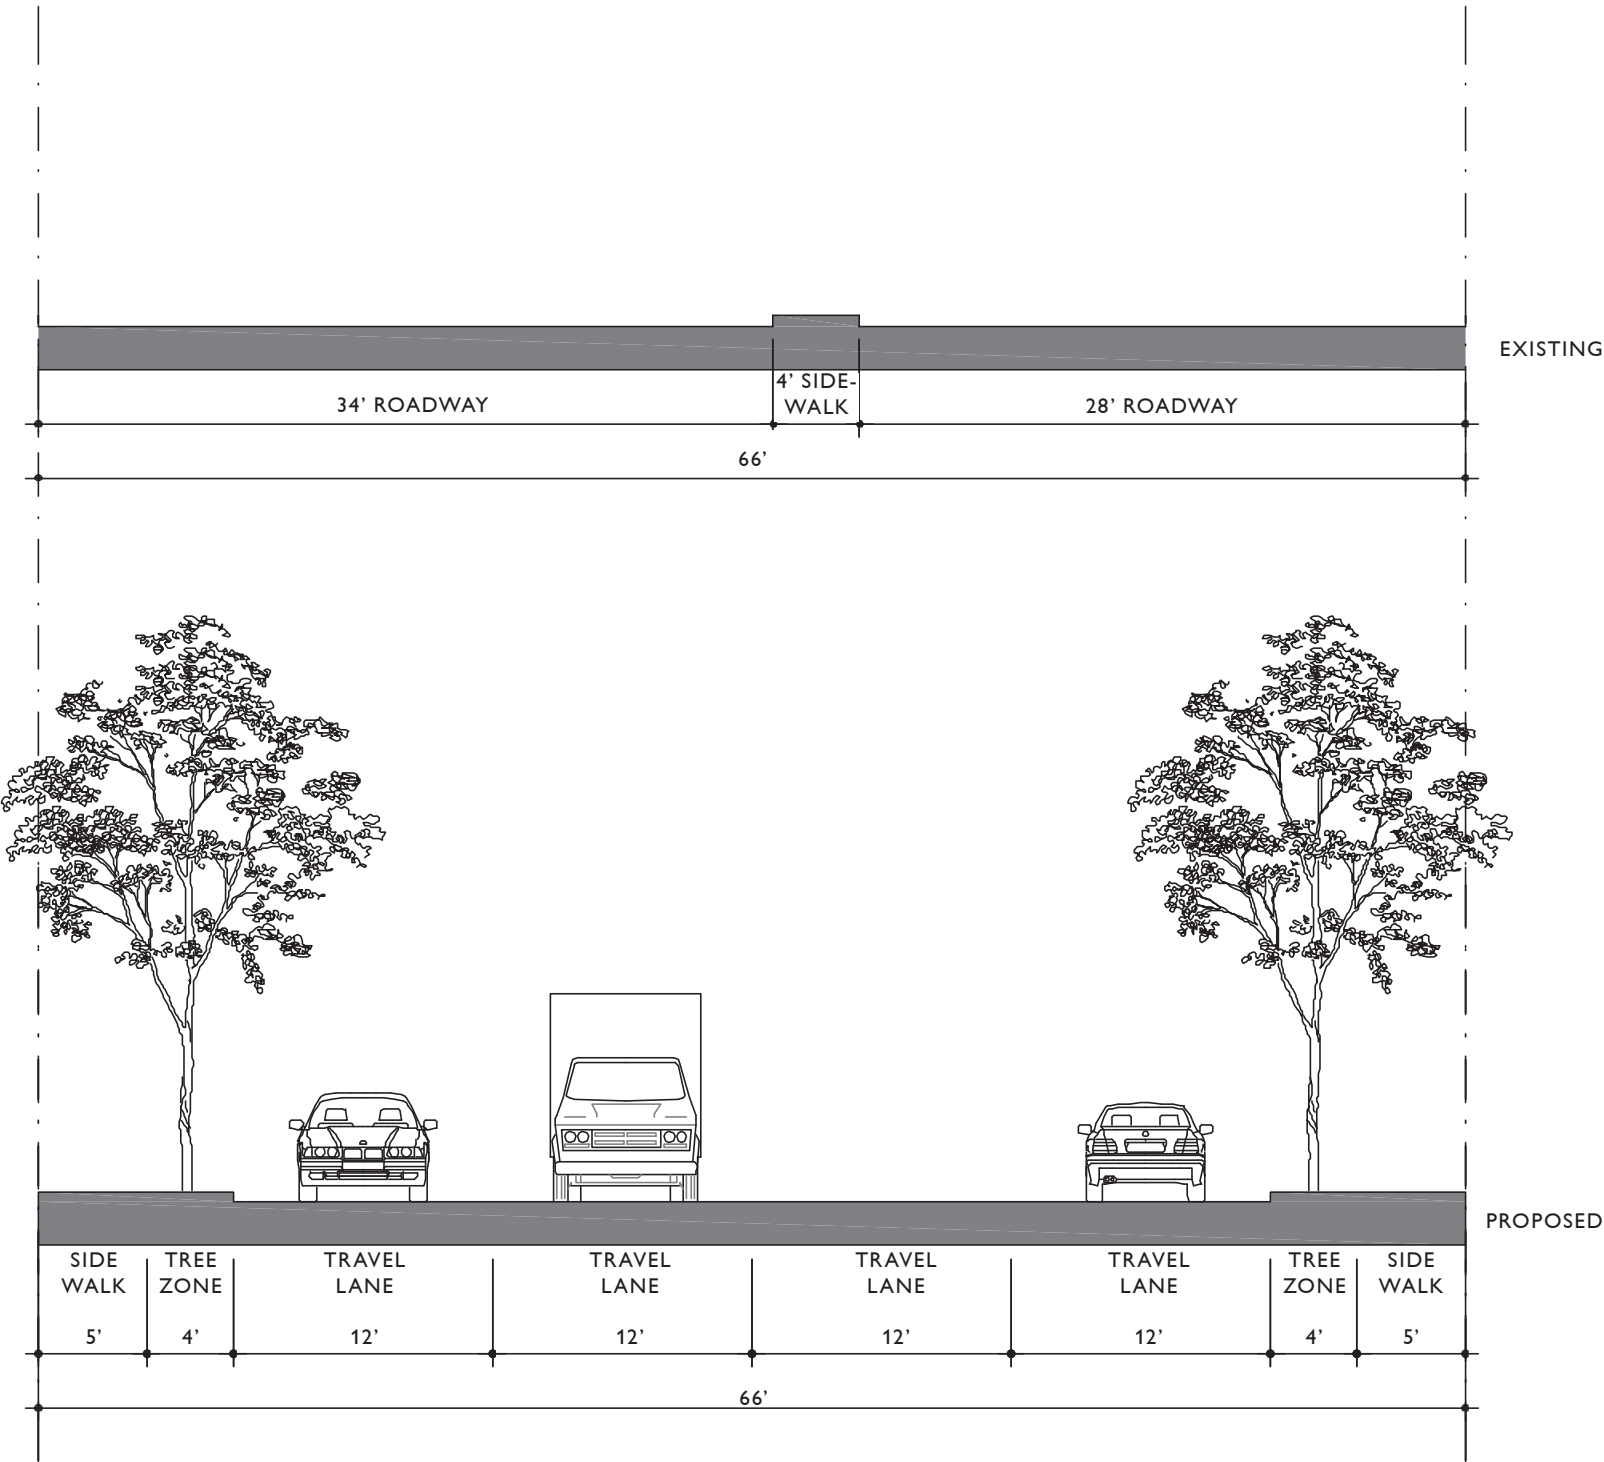 EXISTING
4’ SIDE-
WALK
34’ ROADWAY
28’ ROADWAY
66’
PROPOSED
SIDE TREE TRAVEL TRAVEL TRAVEL TRAVEL TREE SIDE
WALK ZONE LANE LANE LANE LANE ZONE WALK
5’ 4’ 12’ 12’ 12’ 12’ 4’ 5’
66’